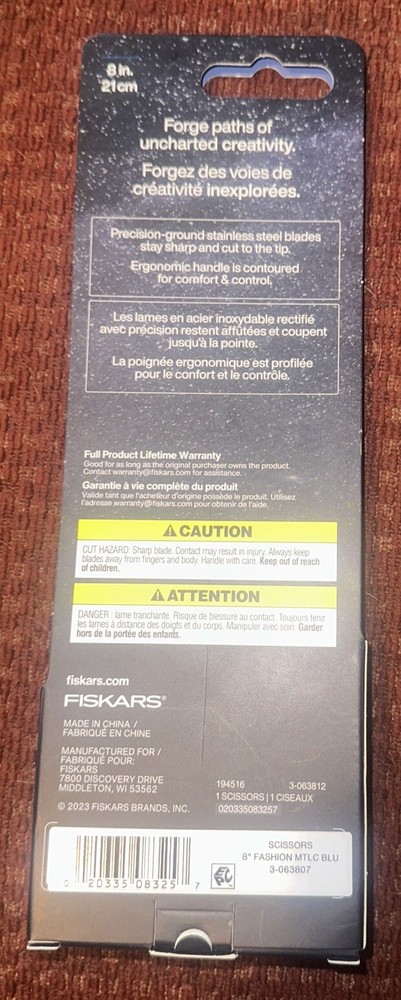 8 in.
21 cm
Forge paths of
uncharted creativity.
Forgez des voies de
créativité inexplorées.
Precision-ground stainless steel blades
stay sharp and cut to the tip.
Ergonomic handle is contoured
for comfort & control.
Les lames en acier inoxydable rectifié
avec précision restent affûtées et coupent
jusqu'à la pointe.
La poignée ergonomique est profilée
pour le confort et le contrôle.
Full Product Lifetime Warranty
Good for as long as the original purchaser owns the product.
Contact warranty@fiskars.com for assistance.
Garantie à vie complète du produit
Valide tant que l'acheteur d'origine possède le produit. Utilisez
l'adresse warranty@fiskars.com pour obtenir de l'aide.
CAUTION
CUT HAZARD: Sharp blade. Contact may result in injury. Always keep
blades away from fingers and body. Handle with care. Keep out of reach
of children.
ATTENTION
DANGER : lame tranchante. Risque de blessure au contact. Toujours tenir
les lames à distance des doigts et du corps. Manipuler avec soin. Garder
hors de la portée des enfants.
fiskars.com
FISKARS®
MADE IN CHINA /
FABRIQUÉ EN CHINE
MANUFACTURED FOR /
FABRIQUÉ POUR:
FISKARS
7800 DISCOVERY DRIVE
MIDDLETON, WI 53562
© 2023 FISKARS BRANDS, INC.
194516 3-063812
1 SCISSORS | 1 CISEAUX
020335083257
SCISSORS
8" FASHION MTLC BLU
3-063807
0 20335 08325 7